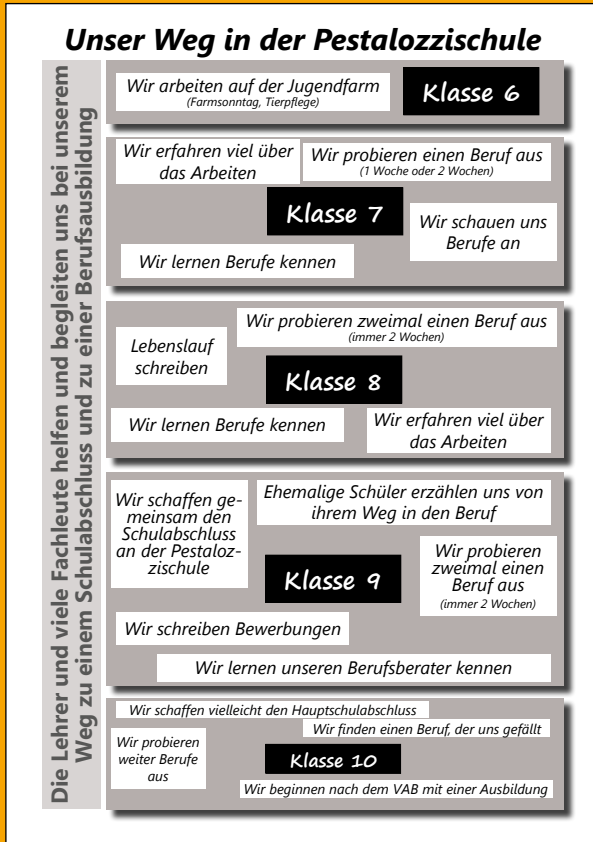 Unser Weg in der Pestalozzischule
Die Lehrer und viele Fachleute helfen und begleiten uns bei unserem
Weg zu einem Schulabschluss und zu einer Berufsausbildung
Wir arbeiten auf der Jugendfarm
(Farmsonntag, Tierpflege)
Klasse 6
Wir erfahren viel über
das Arbeiten
Wir probieren einen Beruf aus
(1 Woche oder 2 Wochen)
Klasse 7
Wir schauen uns
Berufe an
Wir lernen Berufe kennen
Wir probieren zweimal einen Beruf aus
(immer 2 Wochen)
Lebenslauf
schreiben
Klasse 8
Wir lernen Berufe kennen
Wir erfahren viel über
das Arbeiten
Wir schaffen ge-
meinsam den
Schulabschluss
an der Pestaloz-
zischule
Ehemalige Schüler erzählen uns von
ihrem Weg in den Beruf
Klasse 9
Wir probieren
zweimal einen
Beruf aus
(immer 2 Wochen)
Wir schreiben Bewerbungen
Wir lernen unseren Berufsberater kennen
Wir schaffen vielleicht den Hauptschulabschluss
Wir finden einen Beruf, der uns gefällt
Wir probieren
weiter Berufe
aus
Klasse 10
Wir beginnen nach dem VAB mit einer Ausbildung